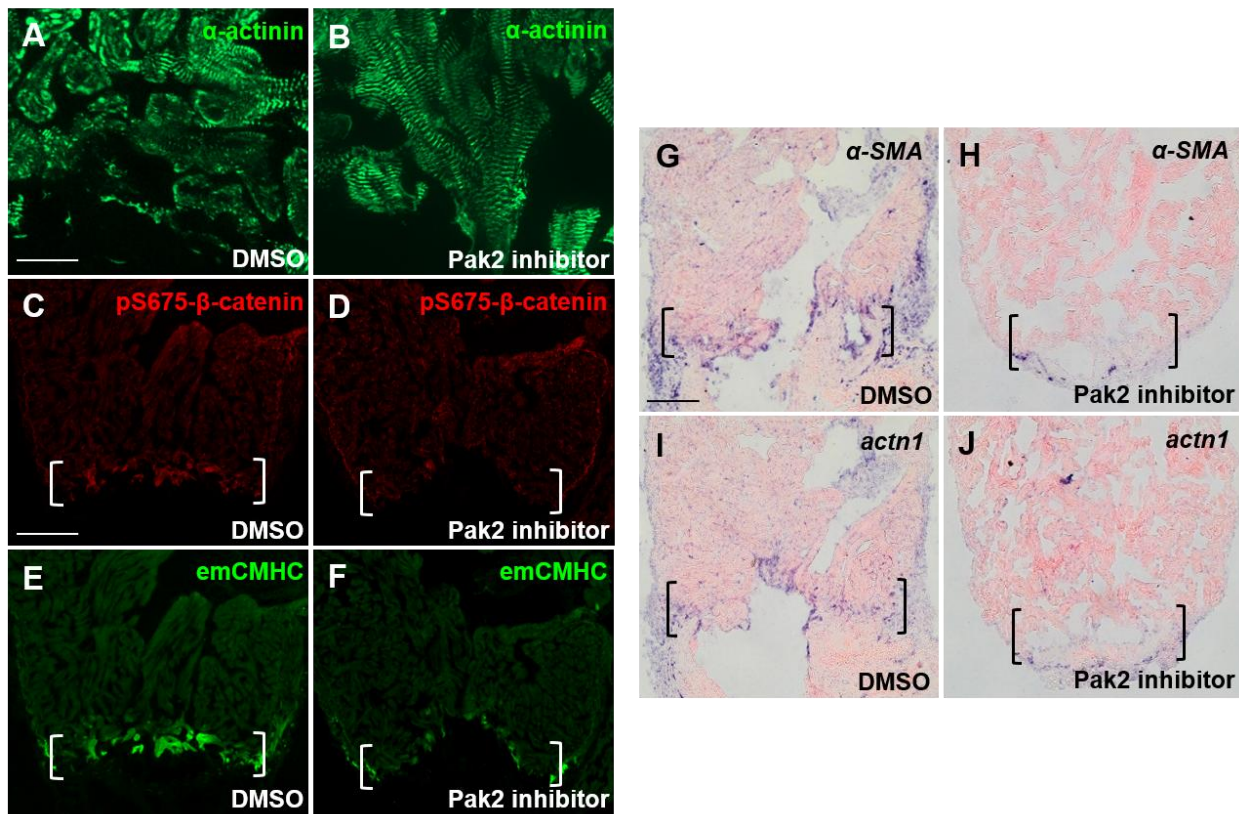 A α-actinin
DMSO
B α-actinin
Pak2 inhibitor
C pS675-β-catenin
DMSO
D pS675-β-catenin
Pak2 inhibitor
E emCMHC
DMSO
F emCMHC
Pak2 inhibitor
G α-SMA
DMSO
H α-SMA
Pak2 inhibitor
I actn1
DMSO
J actn1
Pak2 inhibitor